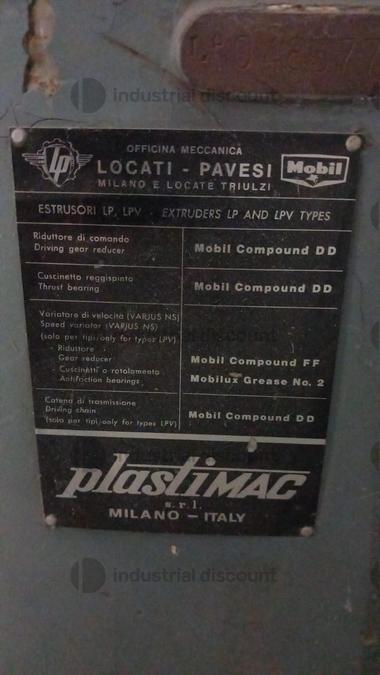 industrial discount
LP
OFFICINA MECCANICA
LOCATI - PAVESI
MILANO E LOCATE TRIULZI
Mobil
ESTRUSORI LP, LPV - EXTRUDERS LP AND LPV TYPES
Riduttore di comando
Driving gear reducer
Mobil Compound DD
Cuscinetto reggispinta
Thrust bearing
Mobil Compound DD
Variatore di velocità (VARJUS NS)
Speed variator (VARJUS NS)
(solo per tipi/only for types LPV)
Riduttore
Gear reducer
Mobil Compound FF
Cuscinetti a rotolamento
Antifriction bearings
Mobilux Grease No. 2
Catena di trasmissione
Driving chain
(solo per tipi/only for types LPV)
Mobil Compound DD
plastiMAC
s.r.l.
MILANO - ITALY
industrial discount